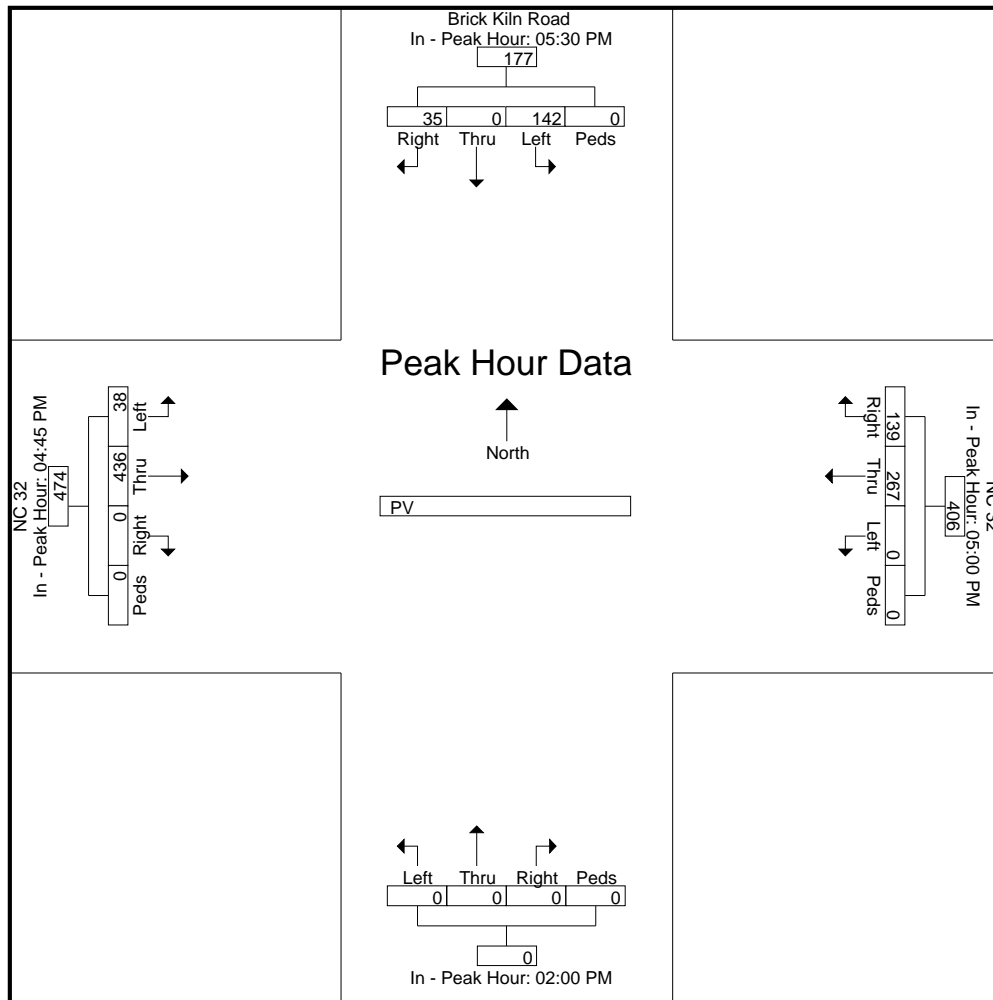 Brick Kiln Road
In - Peak Hour: 05:30 PM
177
35 0 142 0
Right Thru Left Peds
Peak Hour Data
North
PV
NC 32
In - Peak Hour: 04:45 PM
474
38 436 0 0
Left Thru Right Peds
NC 32
In - Peak Hour: 05:00 PM
406
139 267 0 0
Right Thru Left Peds
Left Thru Right Peds
0 0 0 0
0
In - Peak Hour: 02:00 PM